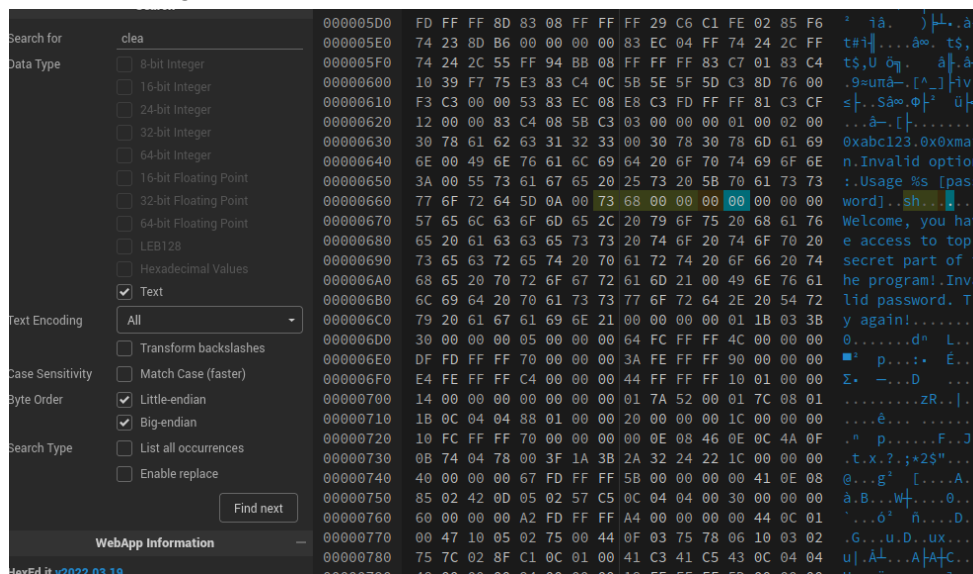 Search for
clea
Data Type
8-bit Integer
16-bit Integer
24-bit Integer
32-bit Integer
64-bit Integer
16-bit Floating Point
32-bit Floating Point
64-bit Floating Point
LEB128
Hexadecimal Values
Text
Text Encoding
All
Transform backslashes
Case Sensitivity
Match Case (faster)
Byte Order
Little-endian
Big-endian
Search Type
List all occurrences
Enable replace
Find next
WebApp Information
HexEd.it v2022.03.19
000005D0 FD FF FF 8D 83 08 FF FF FF 29 C6 C1 FE 02 85 F6
000005E0 74 23 8D B6 00 00 00 00 83 EC 04 FF 74 24 2C FF
000005F0 74 24 2C 55 FF 94 BB 08 FF FF FF 83 C7 01 83 C4
00000600 10 39 F7 75 E3 83 C4 0C 5B 5E 5F 5D C3 8D 76 00
00000610 F3 C3 00 00 53 83 EC 08 E8 C3 FD FF FF 81 C3 CF
00000620 12 00 00 83 C4 08 5B C3 03 00 00 00 01 00 02 00
00000630 30 78 61 62 63 31 32 33 00 30 78 30 78 6D 61 69 0xabc123.0x0xmai
00000640 6E 00 49 6E 76 61 6C 69 64 20 6F 70 74 69 6F 6E n.Invalid option
00000650 3A 00 55 73 61 67 65 20 25 73 20 5B 70 61 73 73 :.Usage %s [pas
00000660 77 6F 72 64 5D 0A 00 73 68 00 00 00 00 00 00 00 word]..sh.....
00000670 57 65 6C 63 6F 6D 65 2C 20 79 6F 75 20 68 61 76 Welcome, you ha
00000680 65 20 61 63 63 65 73 73 20 74 6F 20 74 6F 70 20 e access to top
00000690 73 65 63 72 65 74 20 70 61 72 74 20 6F 66 20 74 secret part of
000006A0 68 65 20 70 72 6F 67 72 61 6D 21 00 49 6E 76 61 he program!.Inv
000006B0 6C 69 64 20 70 61 73 73 77 6F 72 64 2E 20 54 72 lid password. T
000006C0 79 20 61 67 61 69 6E 21 00 00 00 00 01 1B 03 3B y again!.......
000006D0 30 00 00 00 05 00 00 00 64 FC FF FF 4C 00 00 00
000006E0 DF FD FF FF 70 00 00 00 3A FE FF FF 90 00 00 00
000006F0 E4 FE FF FF C4 00 00 00 44 FF FF FF 10 01 00 00
00000700 14 00 00 00 00 00 00 00 01 7A 52 00 01 7C 08 01 .........zR..|.
00000710 1B 0C 04 04 88 01 00 00 20 00 00 00 1C 00 00 00
00000720 10 FC FF FF 70 00 00 00 00 0E 08 46 0E 0C 4A 0F
00000730 0B 74 04 78 00 3F 1A 3B 2A 32 24 22 1C 00 00 00 .t.x.?.;*2$"...
00000740 40 00 00 00 67 FD FF FF 5B 00 00 00 00 41 0E 08
00000750 85 02 42 0D 05 02 57 C5 0C 04 04 00 30 00 00 00
00000760 60 00 00 00 A2 FD FF FF A4 00 00 00 00 44 0C 01
00000770 00 47 10 05 02 75 00 44 0F 03 75 78 06 10 03 02 .G...u.D..ux...
00000780 75 7C 02 8F C1 0C 01 00 41 C3 41 C5 43 0C 04 04